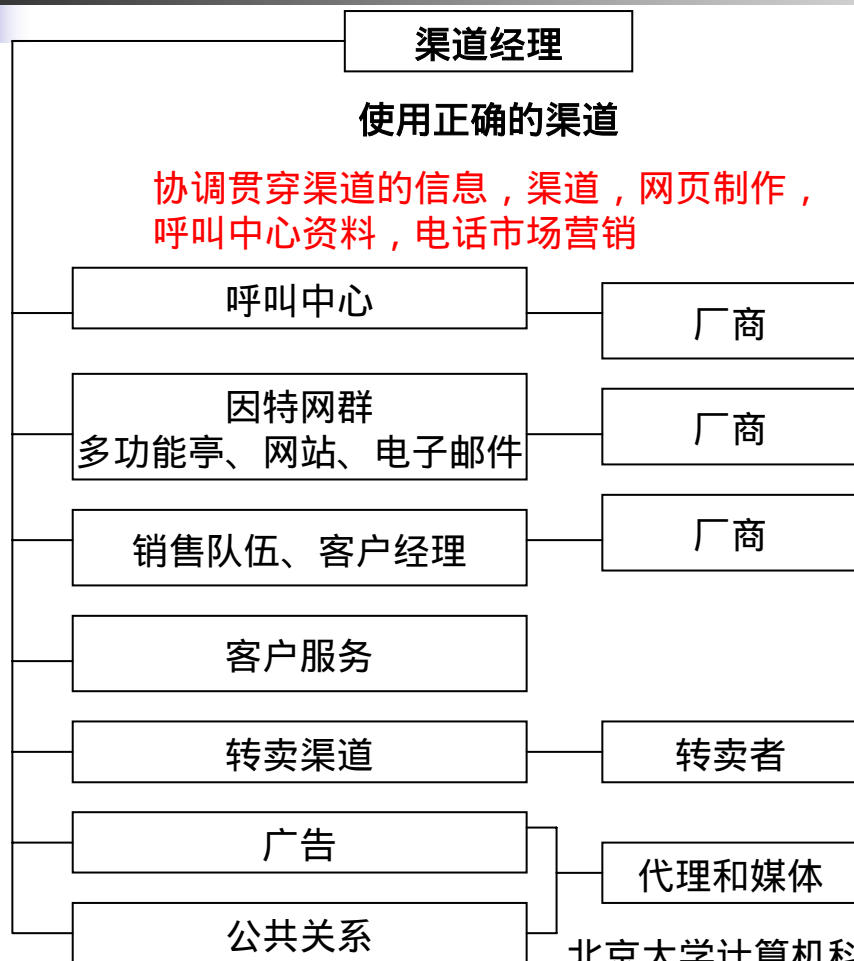 渠道经理
使用正确的渠道
协调贯穿渠道的信息，渠道，网页制作，
呼叫中心资料，电话市场营销
呼叫中心
厂商
因特网群
多功能亭、网站、电子邮件
厂商
销售队伍、客户经理
厂商
客户服务
转卖渠道
转卖者
广告
代理和媒体
公共关系
北京大学计算机科